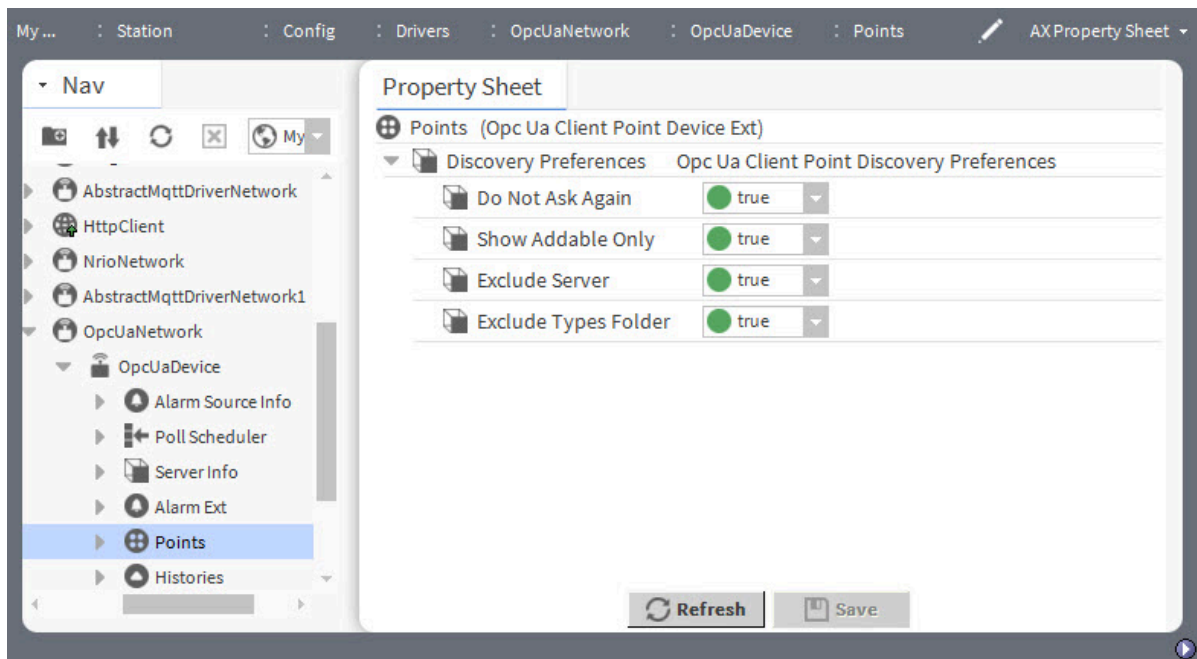 My ... : Station : Config : Drivers : OpcUaNetwork : OpcUaDevice : Points AX Property Sheet
Nav
My
AbstractMqttDriverNetwork
HttpClient
NrioNetwork
AbstractMqttDriverNetwork1
OpcUaNetwork
OpcUaDevice
Alarm Source Info
Poll Scheduler
Server Info
Alarm Ext
Points
Histories
Property Sheet
Points (Opc Ua Client Point Device Ext)
Discovery Preferences Opc Ua Client Point Discovery Preferences
Do Not Ask Again true
Show Addable Only true
Exclude Server true
Exclude Types Folder true
Refresh Save